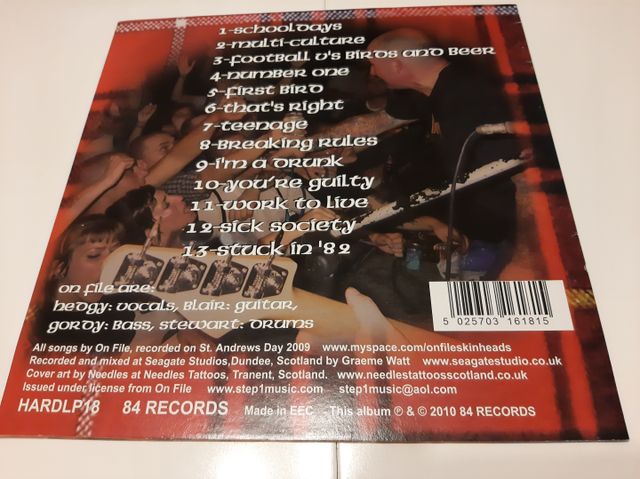 1-Schooldays
2-Multi-Culture
3-Football V's Birds and Beer
4-Number One
5-First Bird
6-That's Right
7-Teenage
8-Breaking Rules
9-I'm a Drunk
10-You're Guilty
11-Work to Live
12-Sick Society
13-Stuck in '82
On File are:
Hedgy: Vocals, Blair: Guitar,
Gordy: Bass, Stewart: Drums
5 025703 161815
All songs by On File, recorded on St. Andrews Day 2009 www.myspace.com/onfileskinheads
Recorded and mixed at Seagate Studios,Dundee, Scotland by Graeme Watt www.seagatestudio.co.uk
Cover art by Needles at Needles Tattoos, Tranent, Scotland. www.needlestattoosscotland.co.uk
Issued under license from On File www.step1music.com step1music@aol.com
HARDLP18 84 RECORDS Made in EEC - This album ℗ & © 2010 84 RECORDS